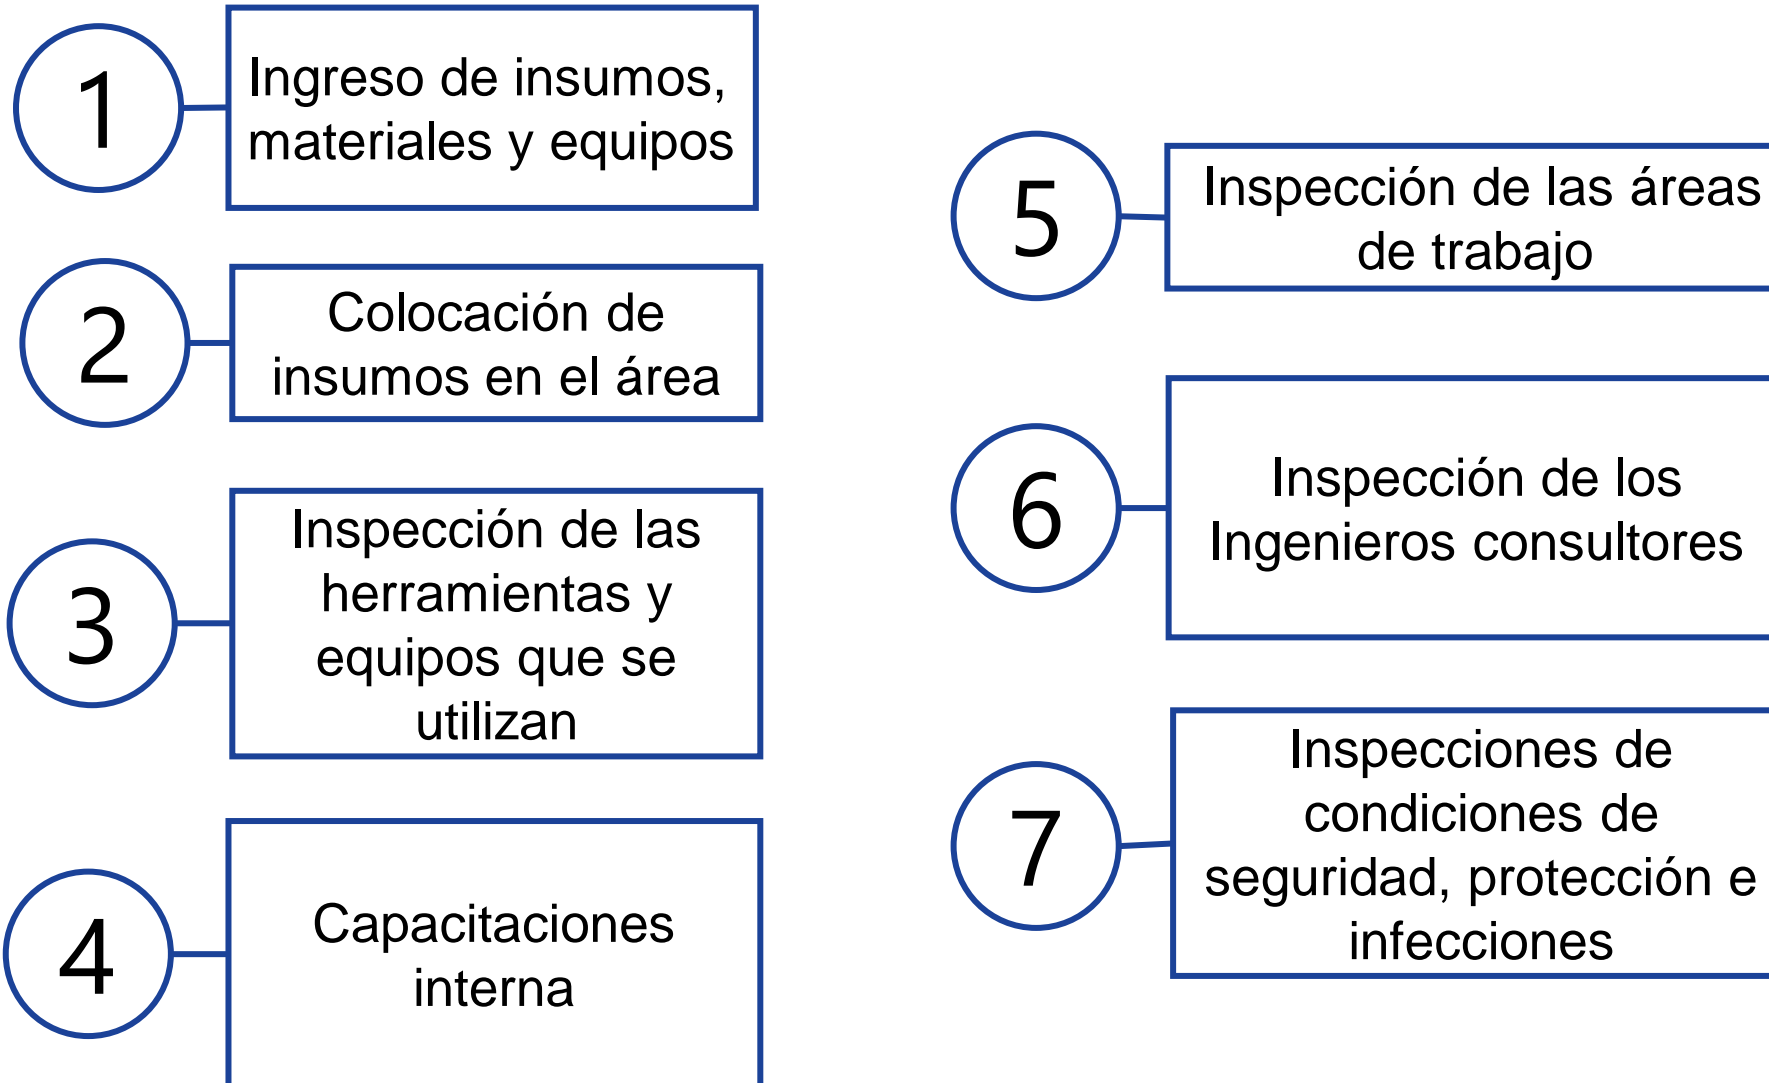 1
Ingreso de insumos,
materiales y equipos
2
Colocación de
insumos en el área
3
Inspección de las
herramientas y
equipos que se
utilizan
4
Capacitaciones
interna
5
Inspección de las áreas
de trabajo
6
Inspección de los
Ingenieros consultores
7
Inspecciones de
condiciones de
seguridad, protección e
infecciones